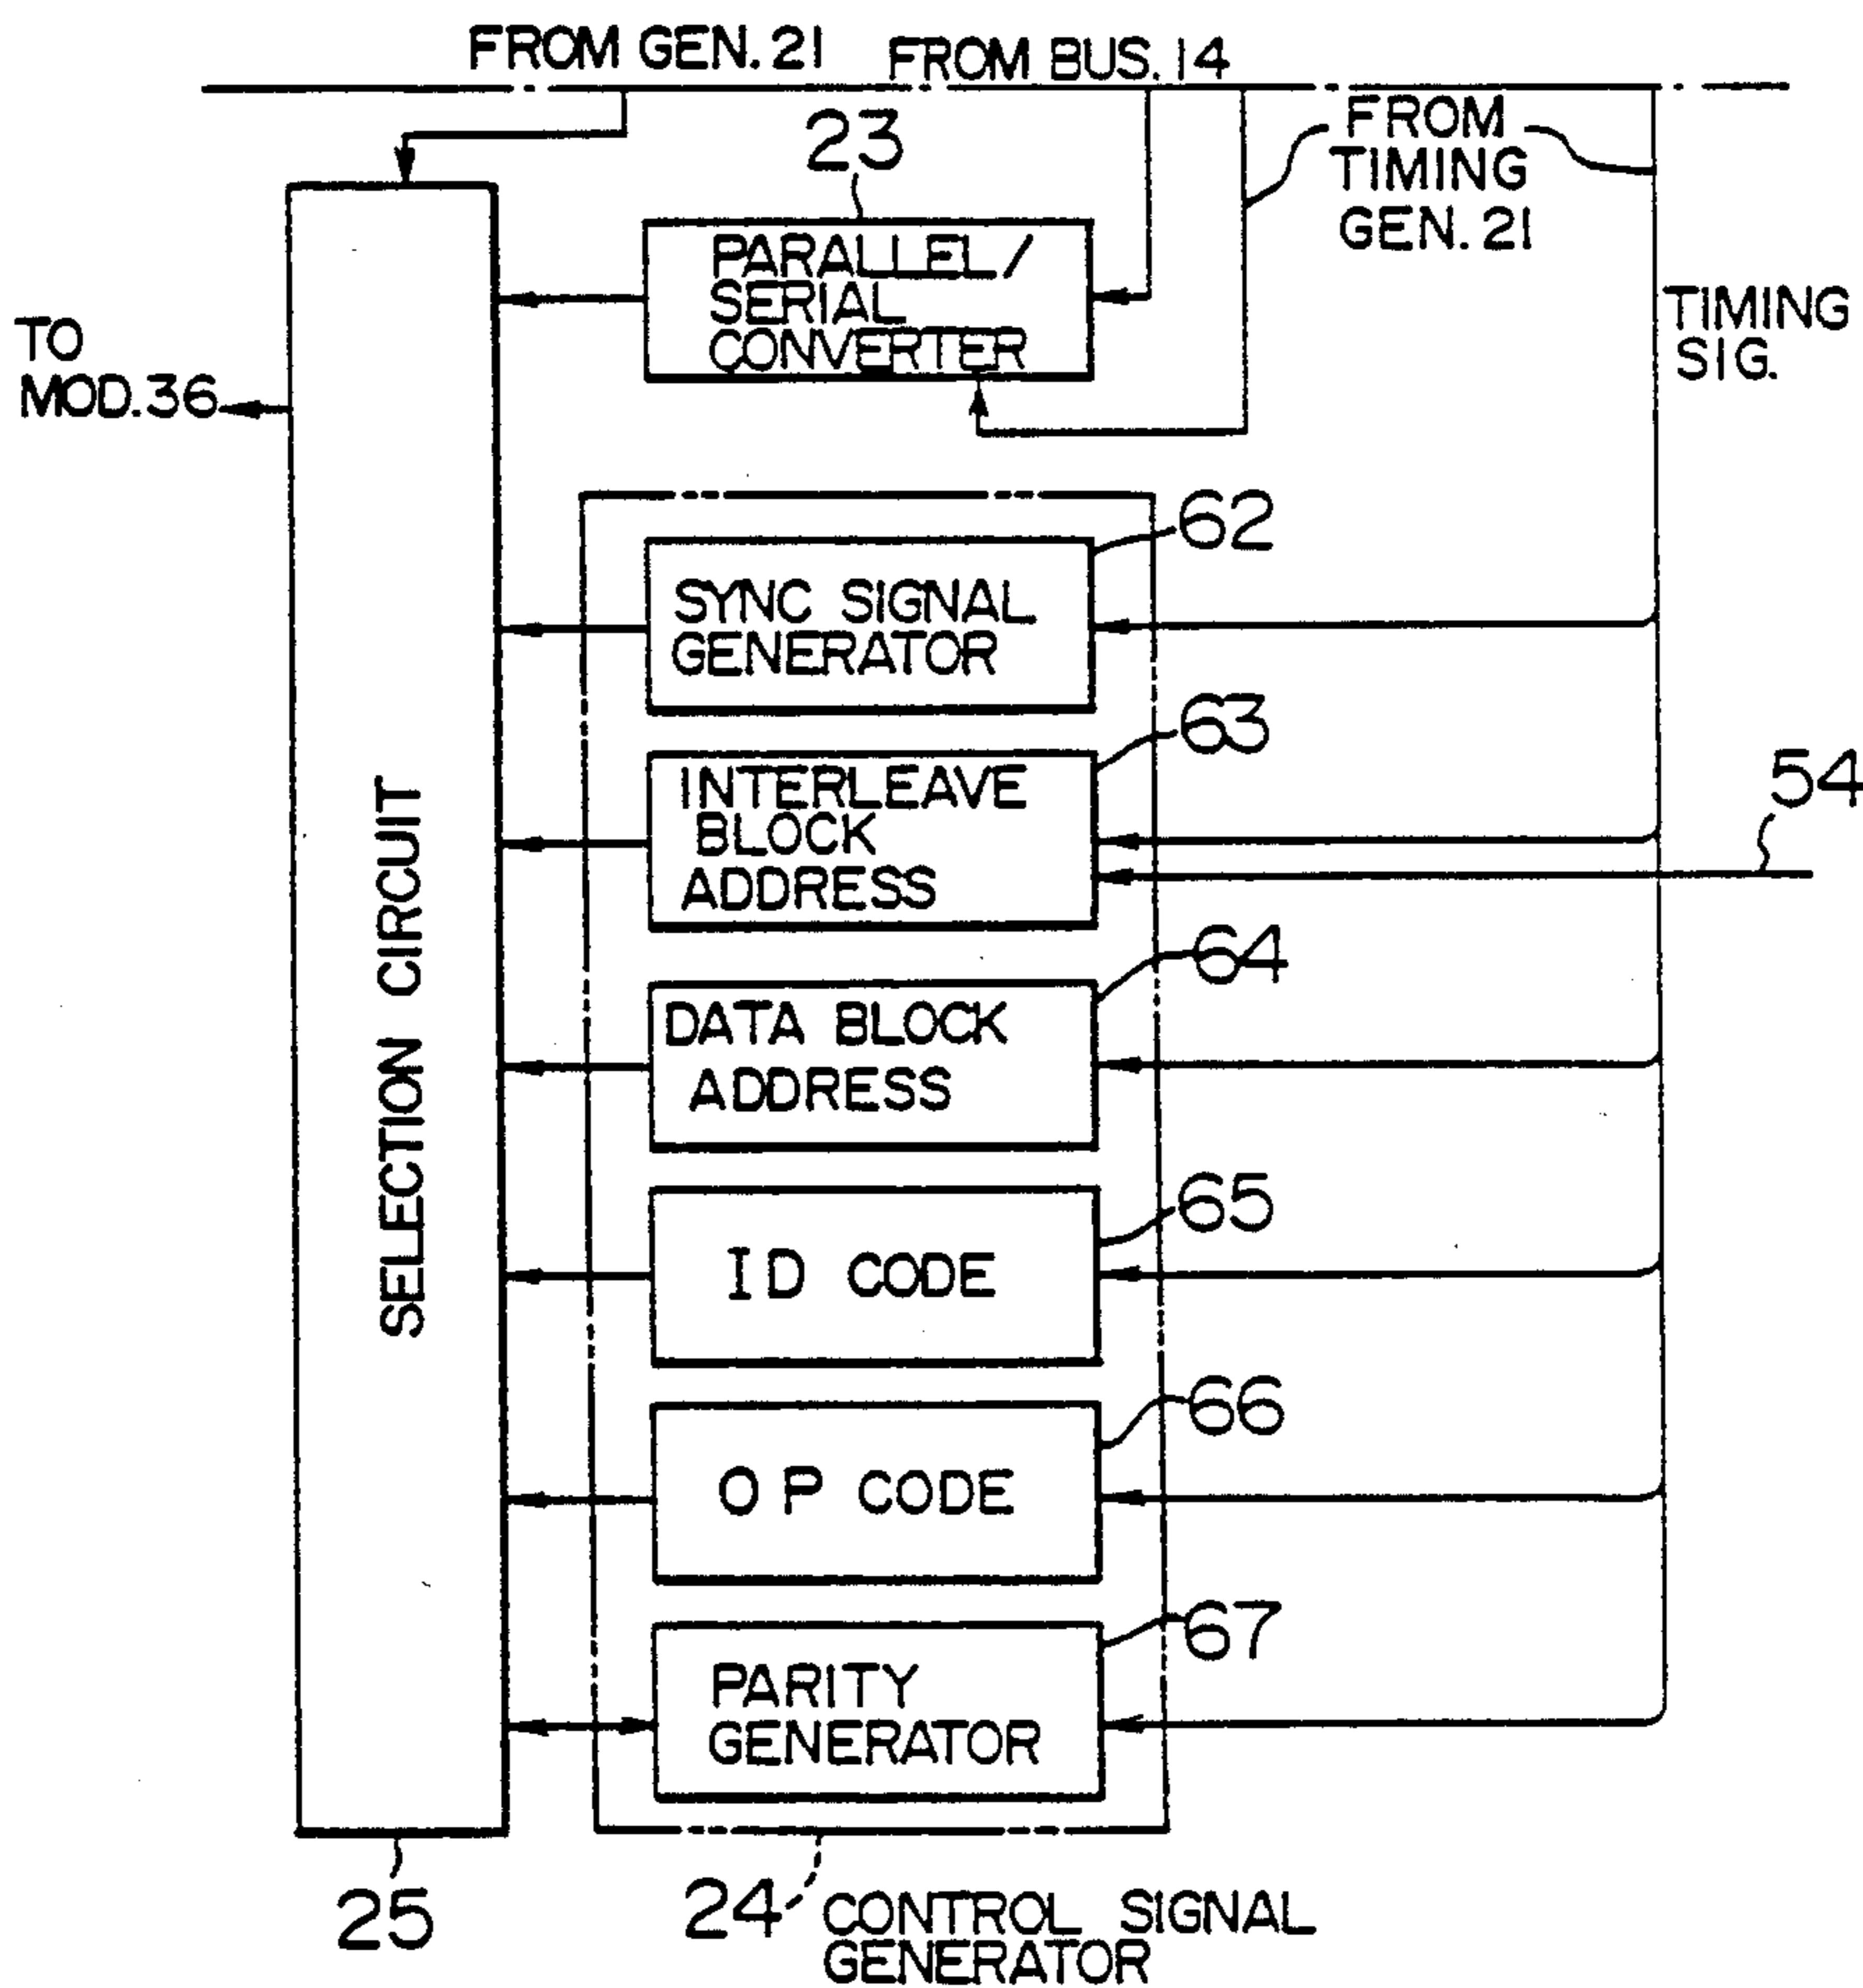 FROM GEN. 21
FROM BUS. 14
23
FROM
TIMING
GEN. 21
PARALLEL/
SERIAL
CONVERTER
TIMING
SIG.
TO
MOD. 36
62
SYNC SIGNAL
GENERATOR
63
INTERLEAVE
BLOCK
ADDRESS
54
SELECTION CIRCUIT
64
DATA BLOCK
ADDRESS
65
ID CODE
66
OP CODE
67
PARITY
GENERATOR
25
24
CONTROL SIGNAL
GENERATOR